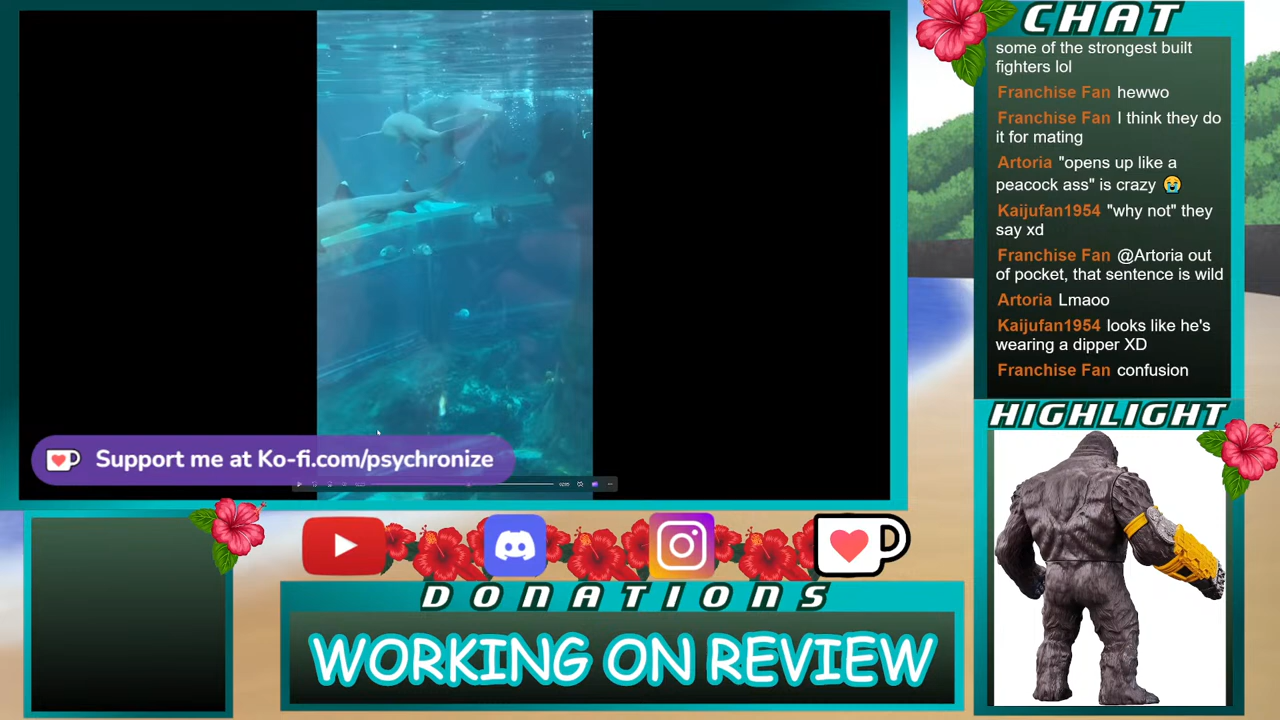 CHAT
some of the strongest built
fighters lol
Franchise Fan hewwo
Franchise Fan I think they do
it for mating
Artoria "opens up like a
peacock ass" is crazy 😭
Kaijufan1954 "why not" they
say xd
Franchise Fan @Artoria out
of pocket, that sentence is wild
Artoria Lmaoo
Kaijufan1954 looks like he's
wearing a dipper XD
Franchise Fan confusion
HIGHLIGHT
Support me at Ko-fi.com/psychronize
DONATIONS
WORKING ON REVIEW